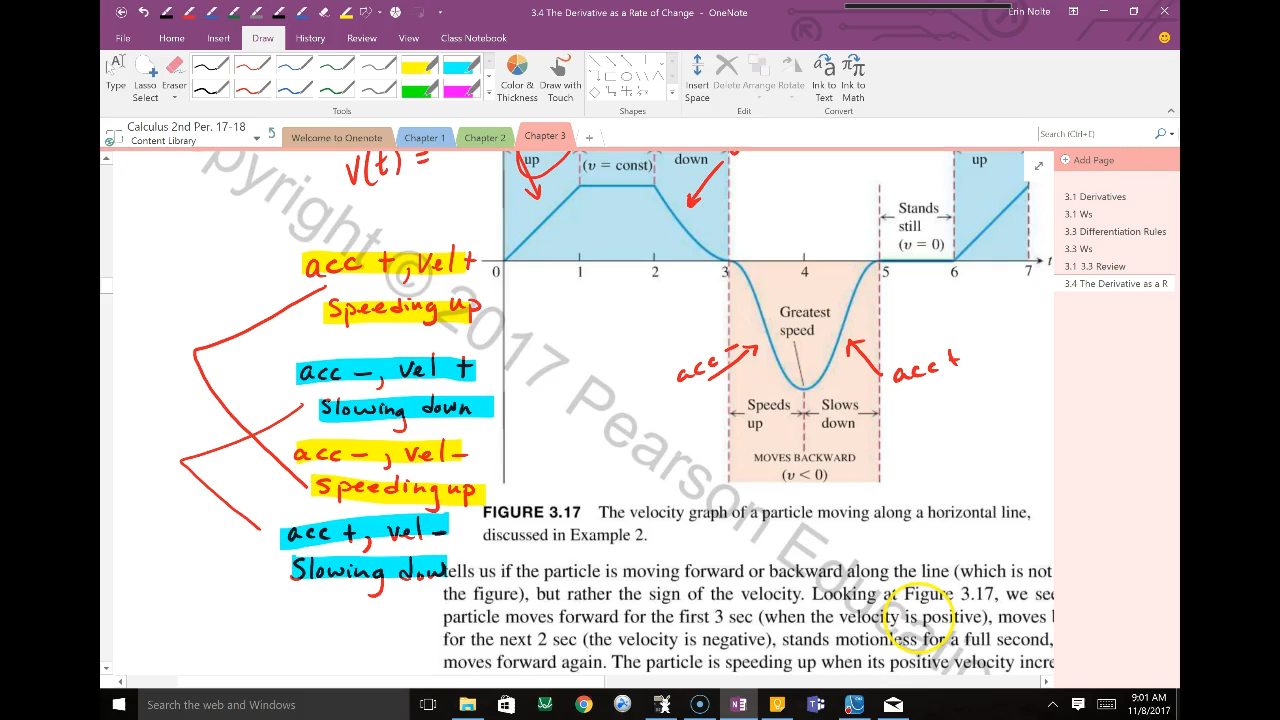 3.4 The Derivative as a Rate of Change - OneNote
Erin Nolte
File Home Insert Draw History Review View Class Notebook
Type
Lasso Select
Eraser
Color & Thickness
Draw with Touch
Insert Space
Delete
Arrange
Rotate
Ink to Text
Ink to Math
Tools
Shapes
Edit
Convert
Calculus 2nd Per. 17-18
Content Library
Welcome to Onenote
Chapter 1
Chapter 2
Chapter 3
Search (Ctrl+E)
Add Page
3.1 Derivatives
3.1 Ws
3.3 Differentiation Rules
3.3 Ws
3.1 3.3 Review
3.4 The Derivative as a R
v(t) =
up
(v = const)
down
up
Stands
still
(v = 0)
0 1 2 3 4 5 6 7 t
acc +, vel +
Speeding up
acc -, vel +
Slowing down
acc -, vel -
Speeding up
acc +, vel -
Slowing down
Greatest
speed
acc -
acc +
Speeds
up
Slows
down
MOVES BACKWARD
(v < 0)
FIGURE 3.17 The velocity graph of a particle moving along a horizontal line,
discussed in Example 2.
tells us if the particle is moving forward or backward along the line (which is not
the figure), but rather the sign of the velocity. Looking at Figure 3.17, we see
particle moves forward for the first 3 sec (when the velocity is positive), moves
for the next 2 sec (the velocity is negative), stands motionless for a full second,
moves forward again. The particle is speeding up when its positive velocity incre
pyright © 2017 Pearson Educa
Search the web and Windows
9:01 AM
11/8/2017